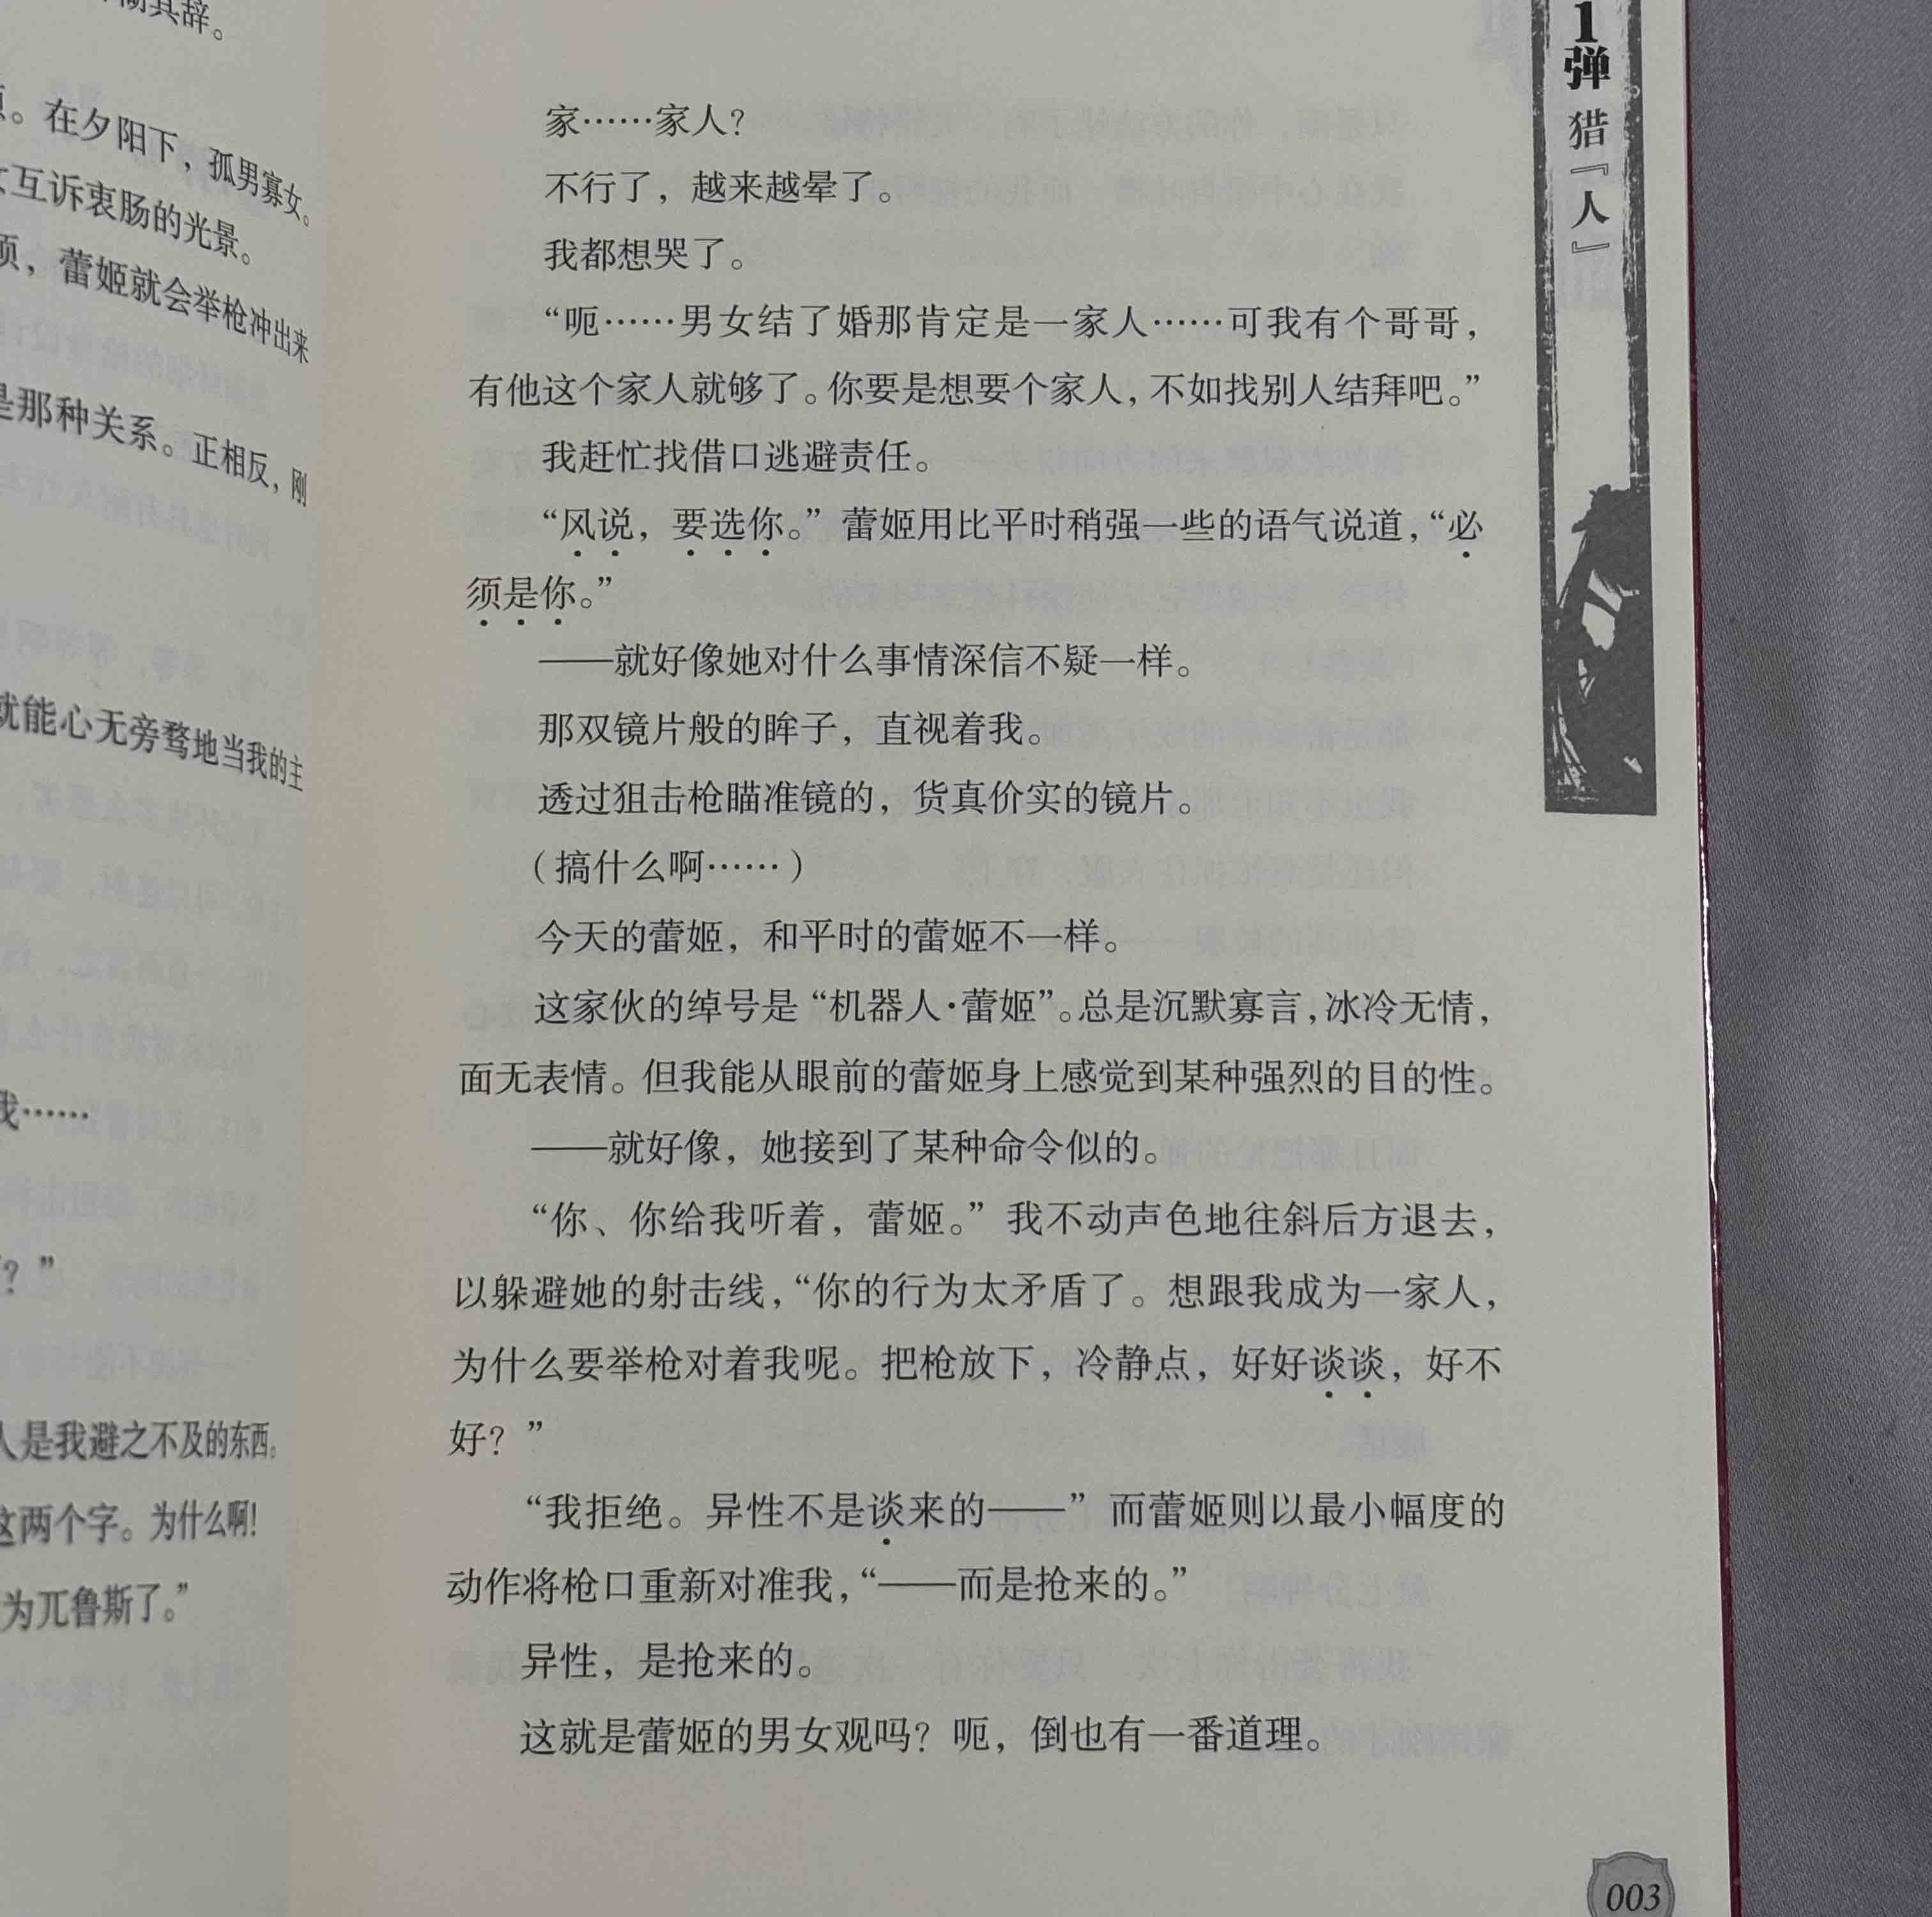 其辞。
。在夕阳下，孤男寡女。
互诉衷肠的光景。
，蕾姬就会举枪冲出来
是那种关系。正相反，刚
就能心无旁骛地当我的主
我……
？”
人是我避之不及的东西。
这两个字。为什么啊！
为兀鲁斯了。”
家……家人？
不行了，越来越晕了。
我都想哭了。
“呃……男女结了婚那肯定是一家人……可我有个哥哥，
有他这个家人就够了。你要是想要个家人，不如找别人结拜吧。”
我赶忙找借口逃避责任。
“风说，要选你。”蕾姬用比平时稍强一些的语气说道，“必
须是你。”
——就好像她对什么事情深信不疑一样。
那双镜片般的眸子，直视着我。
透过狙击枪瞄准镜的，货真价实的镜片。
（搞什么啊……）
今天的蕾姬，和平时的蕾姬不一样。
这家伙的绰号是“机器人·蕾姬”。总是沉默寡言，冰冷无情，
面无表情。但我能从眼前的蕾姬身上感觉到某种强烈的目的性。
——就好像，她接到了某种命令似的。
“你、你给我听着，蕾姬。”我不动声色地往斜后方退去，
以躲避她的射击线，“你的行为太矛盾了。想跟我成为一家人，
为什么要举枪对着我呢。把枪放下，冷静点，好好谈谈，好不
好？”
“我拒绝。异性不是谈来的——”而蕾姬则以最小幅度的
动作将枪口重新对准我，“——而是抢来的。”
异性，是抢来的。
这就是蕾姬的男女观吗？呃，倒也有一番道理。
1弹 猎『人』
003